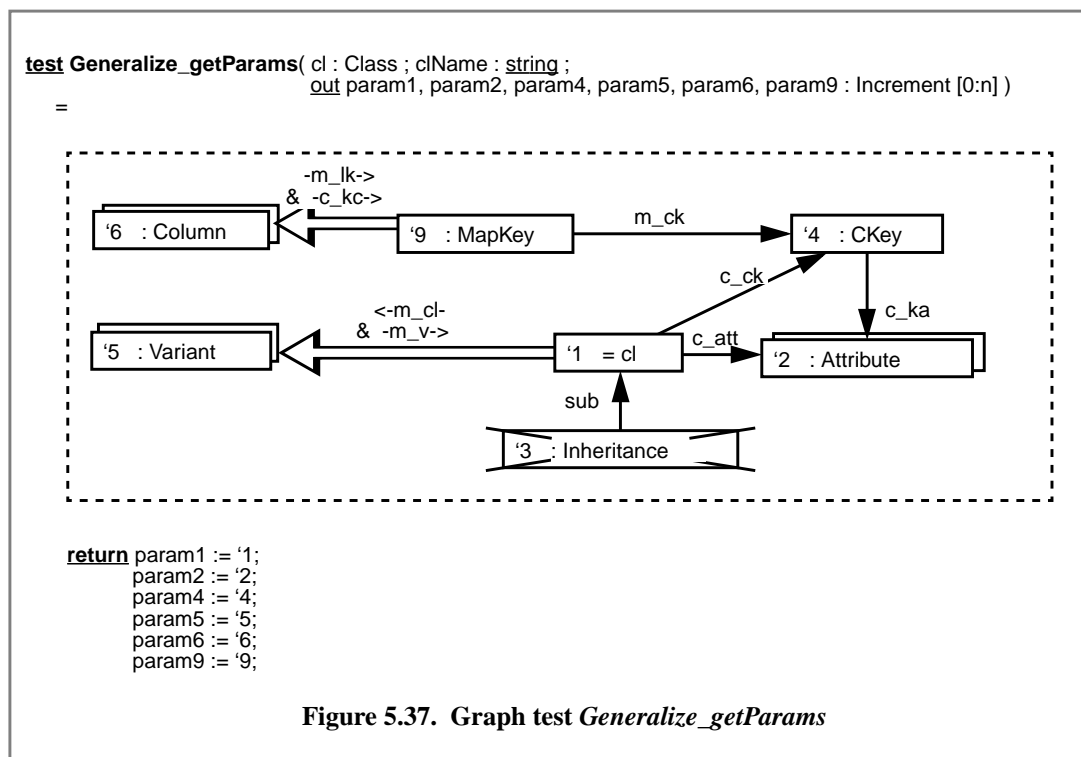 test Generalize_getParams( cl : Class ; clName : string ;
out param1, param2, param4, param5, param6, param9 : Increment [0:n] )
=
-m_lk->
& -c_kc->
‘6 : Column
‘9 : MapKey
m_ck
‘4 : CKey
c_ck
<-m_cl-
& -m_v->
c_ka
‘5 : Variant
‘1 = cl
c_att
‘2 : Attribute
sub
‘3 : Inheritance
return param1 := ‘1;
param2 := ‘2;
param4 := ‘4;
param5 := ‘5;
param6 := ‘6;
param9 := ‘9;
Figure 5.37. Graph test Generalize_getParams